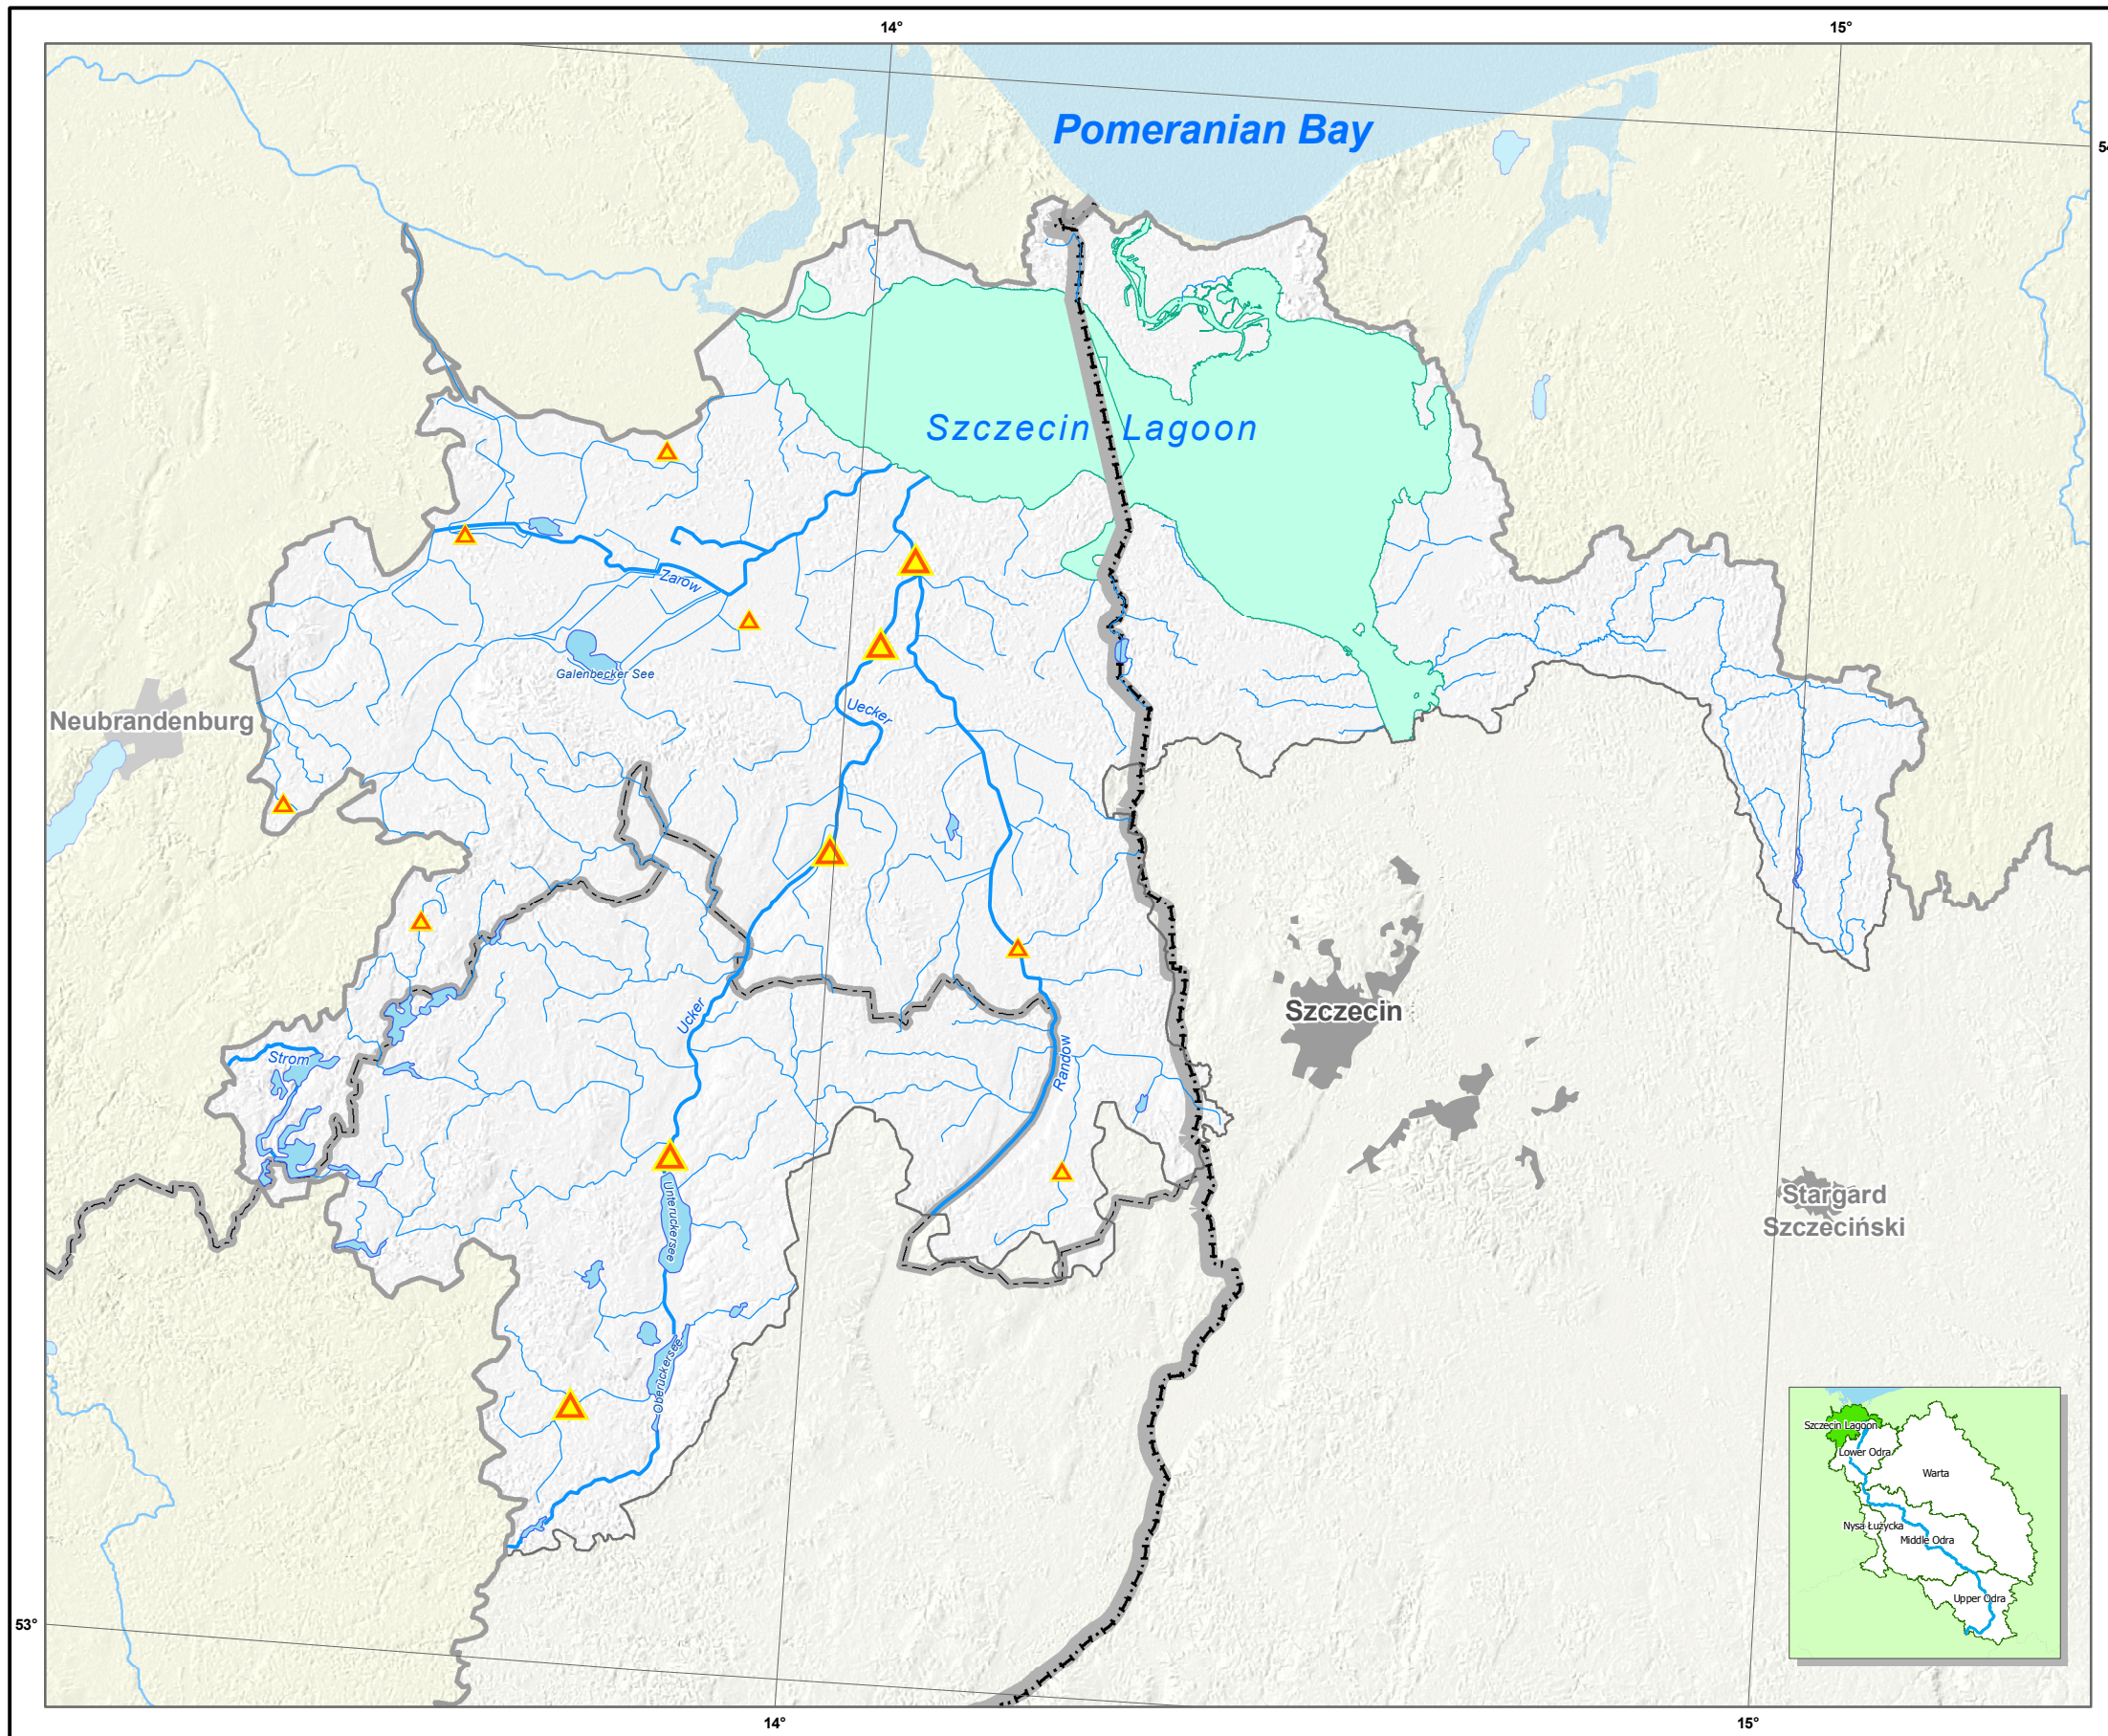 14°
15°
54
Pomeranian Bay
Szczecin Lagoon
Zarow
Galenbecker See
Uecker
Neubrandenburg
Ucker
Szczecin
Strom
Randow
Unteruckersee
Stargard
Szczeciński
Oberuckersee
Szczecin Lagoon
Lower Odra
Warta
Nysa Łużycka
Middle Odra
Upper Odra
53°
14°
15°